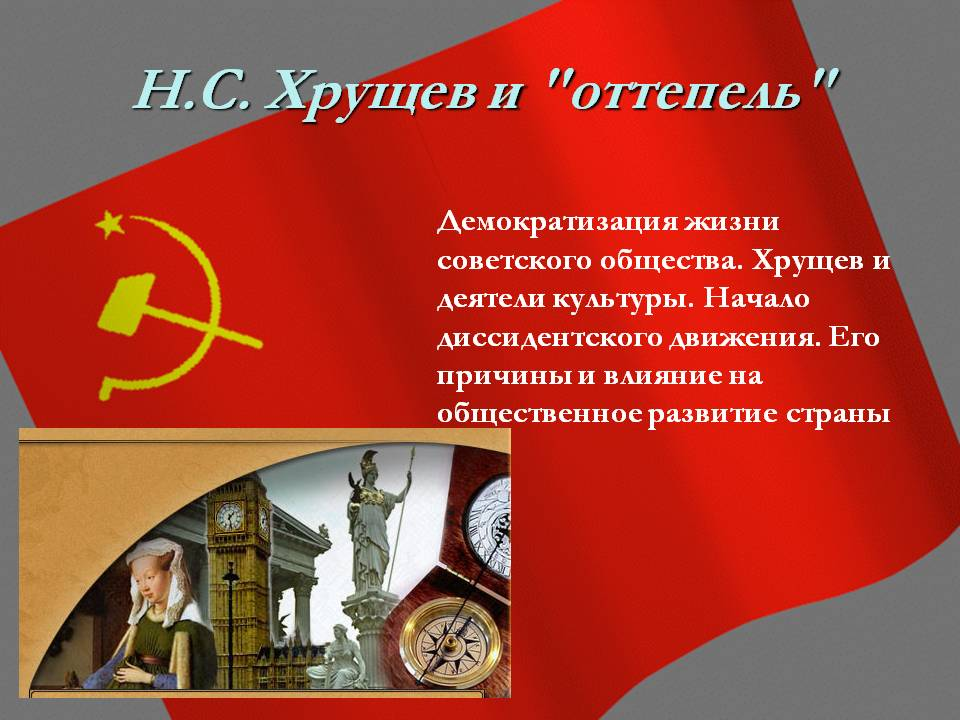 Н.С. Хрущев и "оттепель"
Демократизация жизни
советского общества. Хрущев и
деятели культуры. Начало
диссидентского движения. Его
причины и влияние на
общественное развитие страны